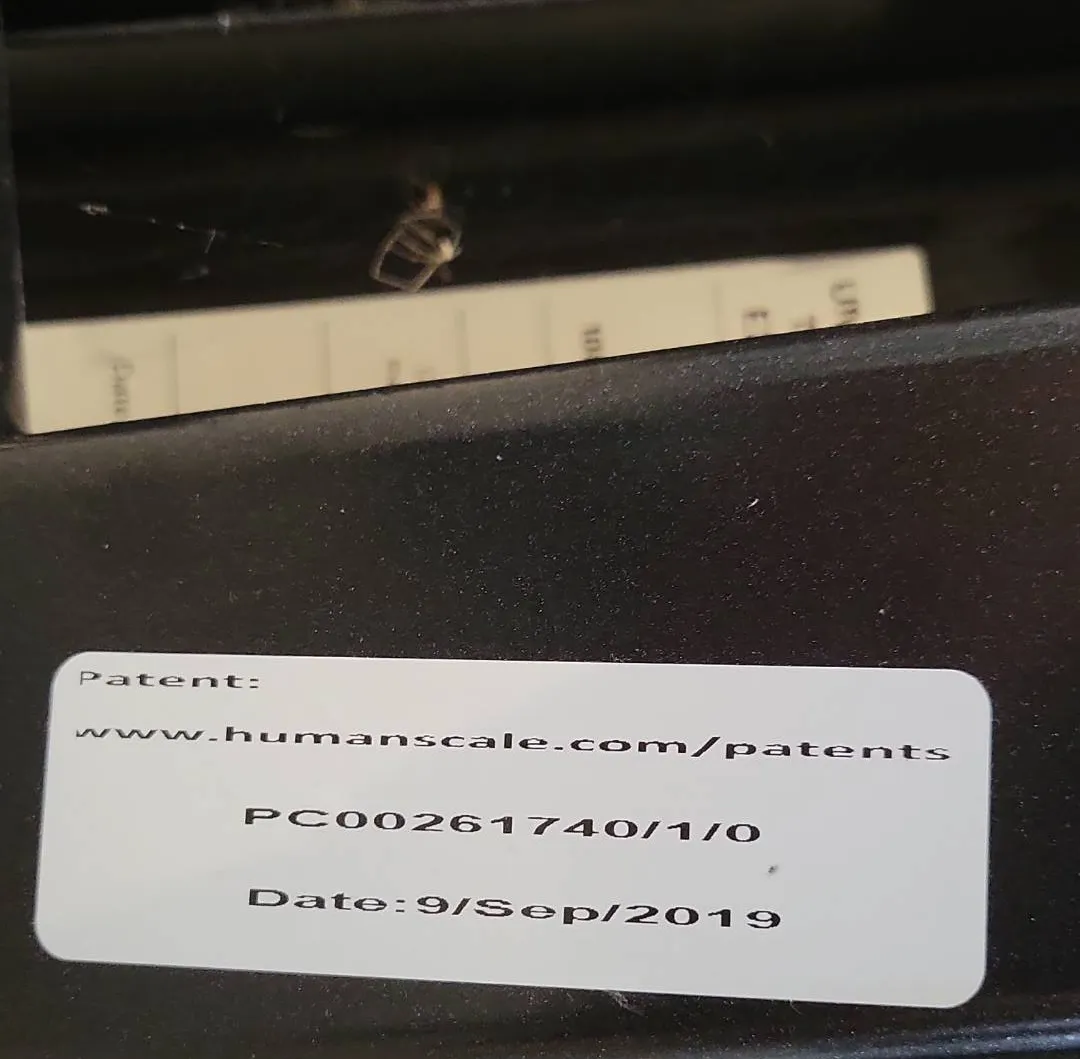 Patent:
www.humanscale.com/patents
PC00261740/1/0
Date:9/Sep/2019